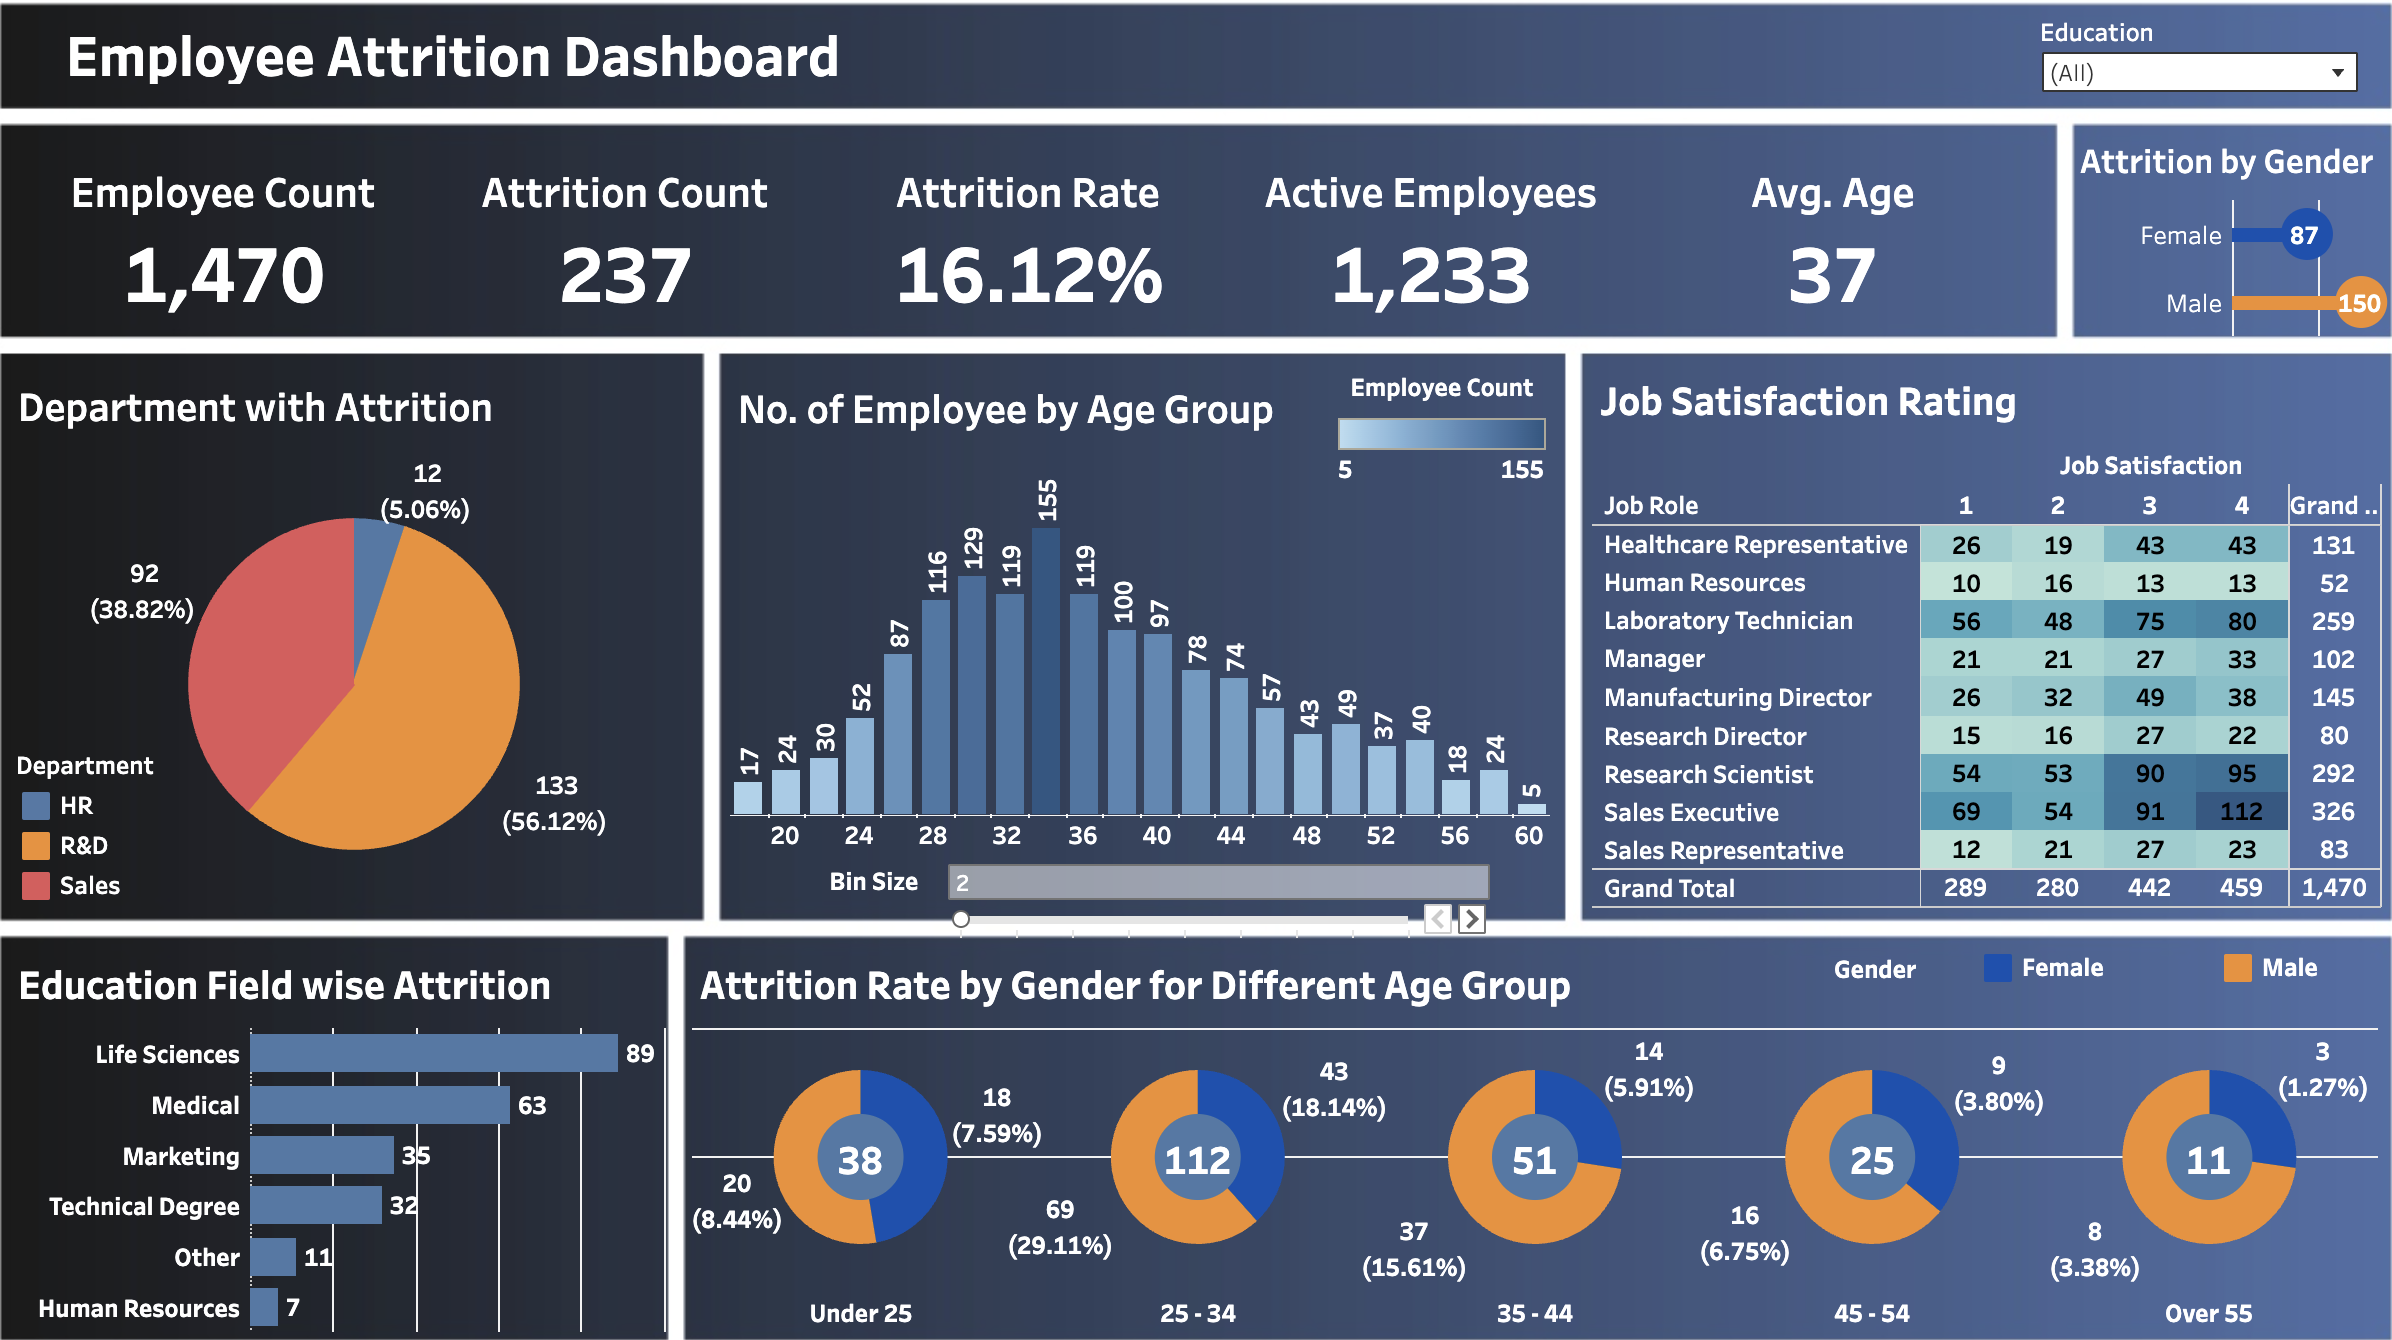 Employee Attrition Dashboard
Education
(All)
Employee Count
1,470
Attrition Count
237
Attrition Rate
16.12%
Active Employees
1,233
Avg. Age
37
Attrition by Gender
Female 87
Male 150
Department with Attrition
12
(5.06%)
92
(38.82%)
133
(56.12%)
Department
HR
R&D
Sales
No. of Employee by Age Group
Employee Count
5 155
17 24 30 52 87 116 129 119 155 119 100 97 78 74 57 43 49 37 40 18 24 5
20 24 28 32 36 40 44 48 52 56 60
Bin Size 2
Job Satisfaction Rating
Job Satisfaction
Job Role 1 2 3 4 Grand ..
Healthcare Representative 26 19 43 43 131
Human Resources 10 16 13 13 52
Laboratory Technician 56 48 75 80 259
Manager 21 21 27 33 102
Manufacturing Director 26 32 49 38 145
Research Director 15 16 27 22 80
Research Scientist 54 53 90 95 292
Sales Executive 69 54 91 112 326
Sales Representative 12 21 27 23 83
Grand Total 289 280 442 459 1,470
Education Field wise Attrition
Life Sciences 89
Medical 63
Marketing 35
Technical Degree 32
Other 11
Human Resources 7
Attrition Rate by Gender for Different Age Group
Gender Female Male
38
18
(7.59%)
20
(8.44%)
Under 25
112
43
(18.14%)
69
(29.11%)
25 - 34
51
14
(5.91%)
37
(15.61%)
35 - 44
25
9
(3.80%)
16
(6.75%)
45 - 54
11
3
(1.27%)
8
(3.38%)
Over 55